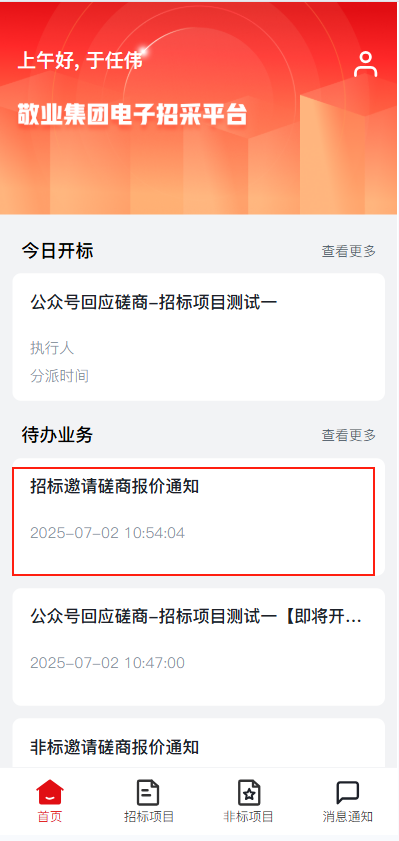 上午好, 于任伟
敬业集团电子招采平台
今日开标
查看更多
公众号回应磋商-招标项目测试一
执行人
分派时间
待办业务
查看更多
招标邀请磋商报价通知
2025-07-02 10:54:04
公众号回应磋商-招标项目测试一【即将开...
2025-07-02 10:47:00
非标邀请磋商报价通知
首页
招标项目
非标项目
消息通知